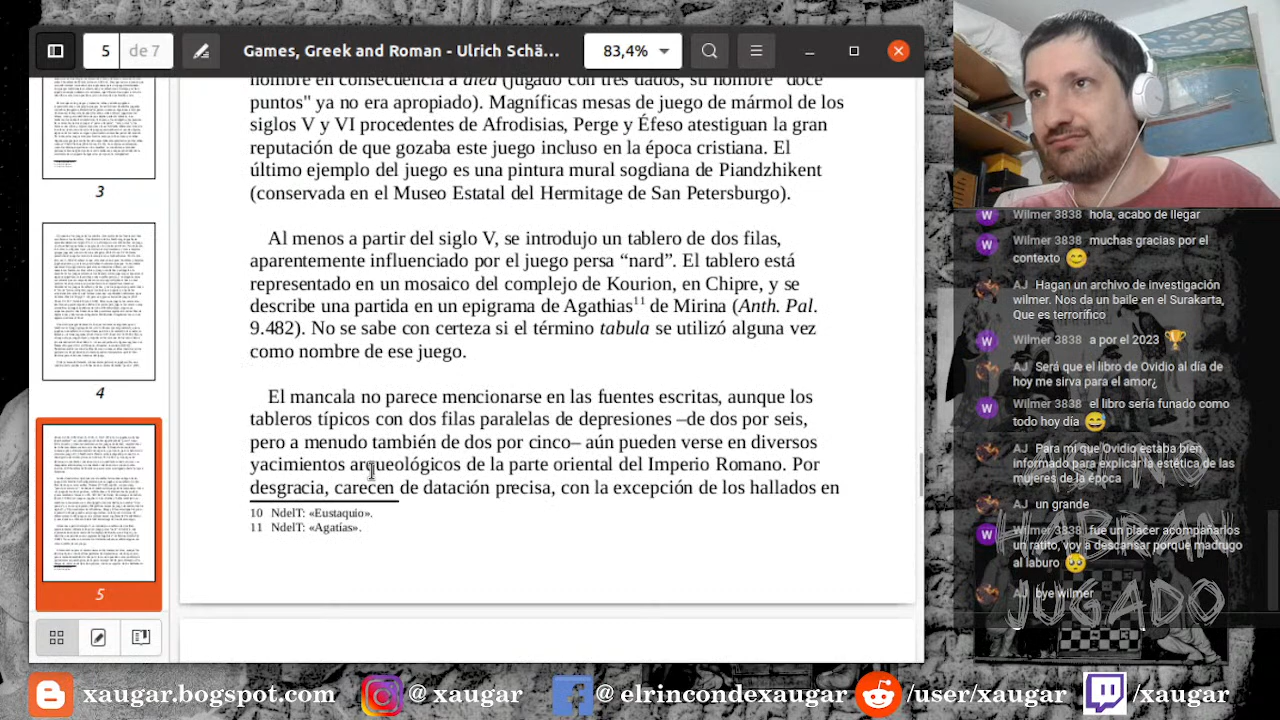 5 de 7
Games, Greek and Roman - Ulrich Schä...
83,4%
3
4
5
puntos" ya no era apropiado). Magníficas mesas de juego de mármol de los
siglos V y VI procedentes de Afrodisias, Perge y Éfeso atestiguan la gran
reputación de que gozaba este juego incluso en la época cristiana. El
último ejemplo del juego es una pintura mural sogdiana de Piandzhikent
(conservada en el Museo Estatal del Hermitage de San Petersburgo).
Al menos a partir del siglo V, se introdujo un tablero de dos filas,
aparentemente influenciado por el juego persa “nard”. El tablero está
representado en un mosaico del complejo de Kourion, en Chipre, y se
describe una partida en un epigrama de Agathias11 de Mirina (Anth. Pal.
9.482). No se sabe con certeza si el término tabula se utilizó alguna vez
como nombre de ese juego.
El mancala no parece mencionarse en las fuentes escritas, aunque los
tableros típicos con dos filas paralelas de depresiones –de dos por seis,
pero a menudo también de dos por cinco– aún pueden verse en diversos
yacimientos arqueológicos de la parte oriental del Imperio Romano. Por
desgracia, carecen de datación precisa, con la excepción de los hallados en
10 NdelT: «Eustaquio».
11 NdelT: «Agatías».
Wilmer 3838 hola, acabo de llegar
Wilmer 3838 muchas gracias por el
contexto 😊
AJ Hagan un archivo de investigación
wilmer. Nos da un baile en el Surakarta,
Que es terrorífico
Wilmer 3838 a por el 2023 🏆
AJ Será que el libro de Ovidio al día de
hoy me sirva para el amor¿
Wilmer 3838 el libro sería funado como
todo hoy día 😅
AJ Para mí que Ovidio estaba bien
informado para explicar la estética de las
mujeres de la época
AJ un grande
Wilmer 3838 fue un placer acompañarlos
un ratito, voy a descansar porque madrugo
al laburo 🥺
AJ bye wilmer
NO
HABRÁN
JUGADO
xaugar.bogspot.com
@ xaugar
@ elrincondexaugar
/user/xaugar
/xaugar